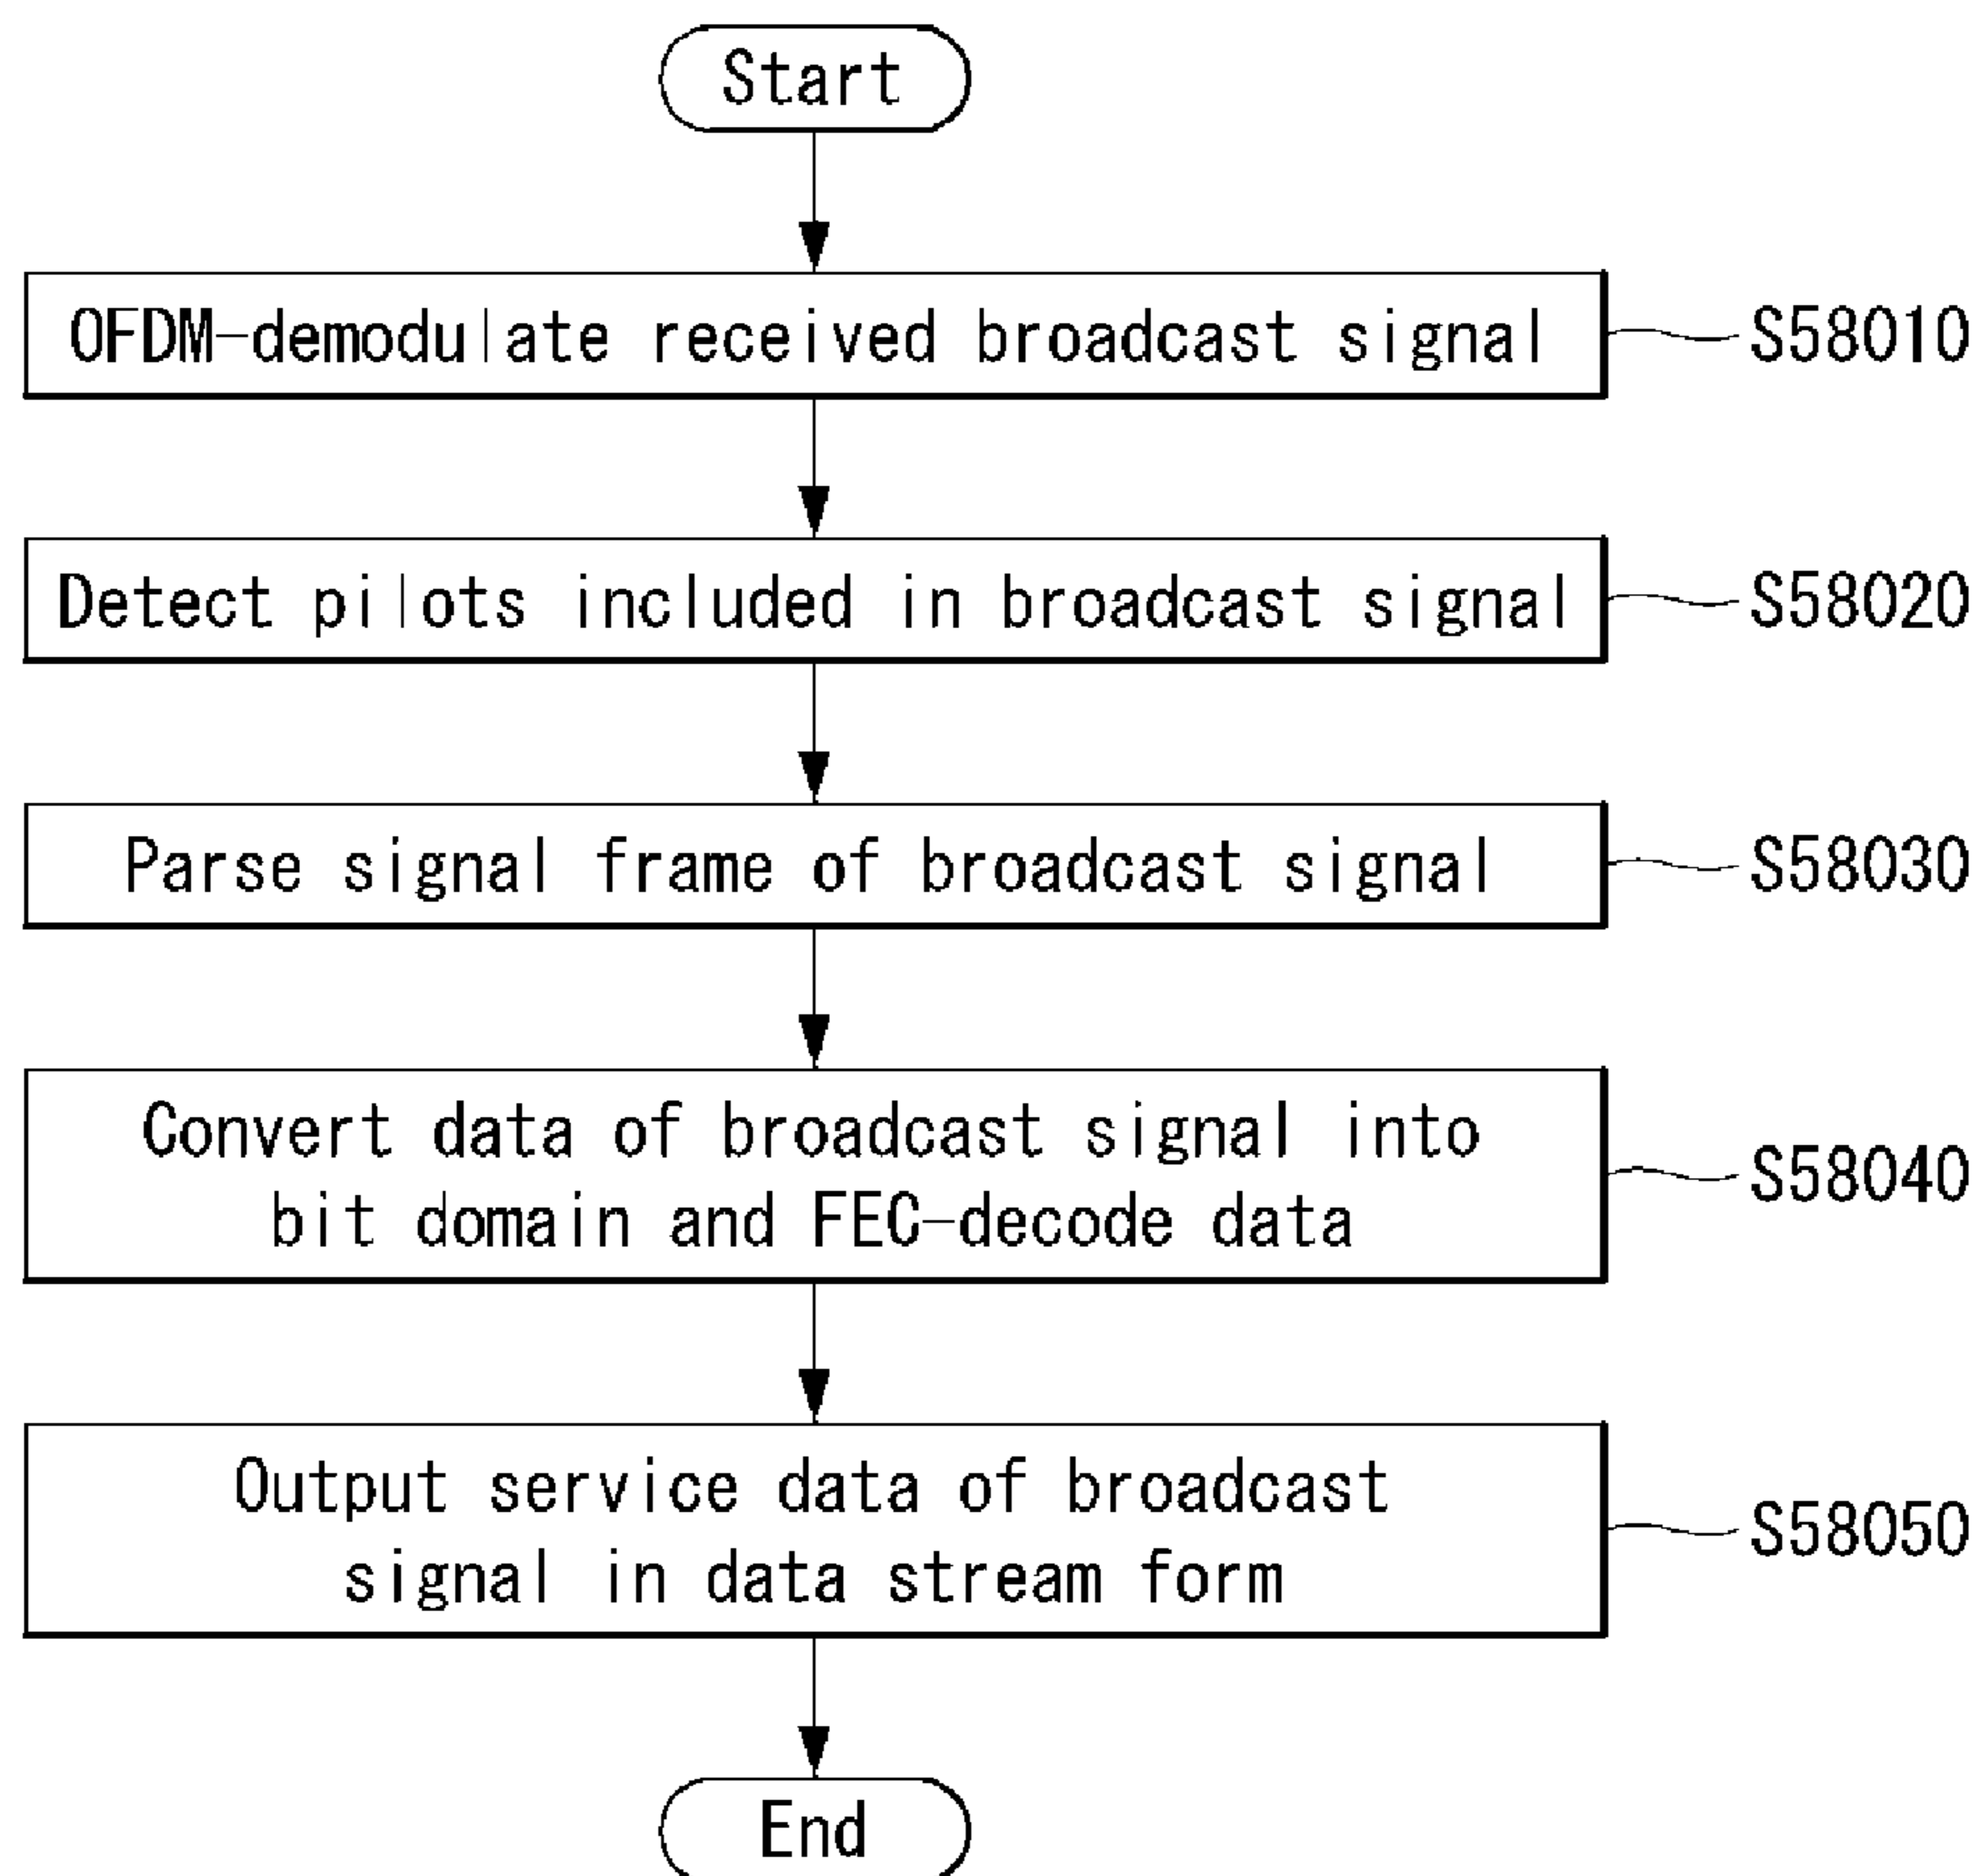 Start
OFDM-demodulate received broadcast signal
S58010
Detect pilots included in broadcast signal
S58020
Parse signal frame of broadcast signal
S58030
Convert data of broadcast signal into
bit domain and FEC-decode data
S58040
Output service data of broadcast
signal in data stream form
S58050
End